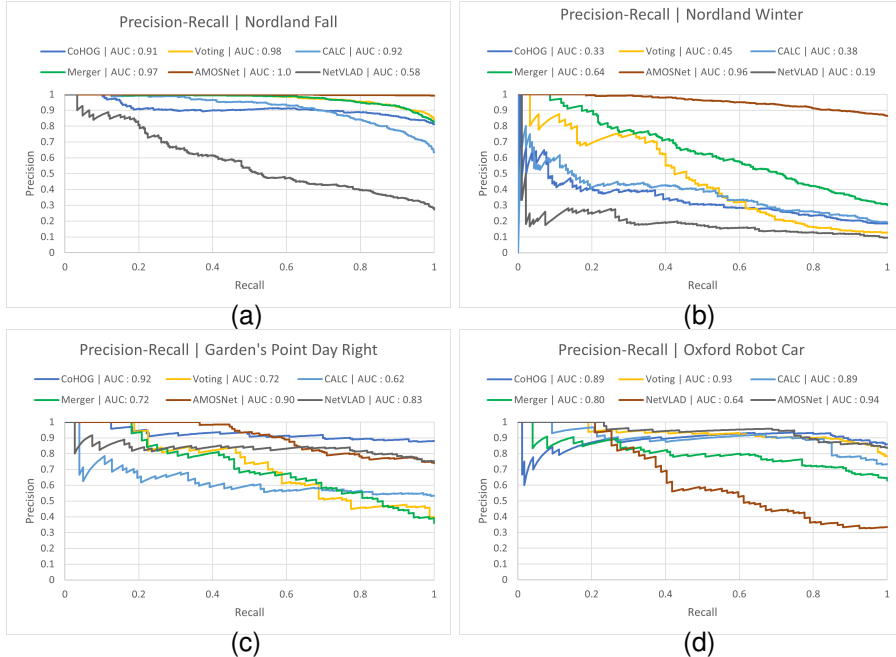 Precision-Recall | Nordland Fall
CoHOG | AUC : 0.91 Voting | AUC : 0.98 CALC | AUC : 0.92
Merger | AUC : 0.97 AMOSNet | AUC : 1.0 NetVLAD | AUC : 0.58
1
0.9
0.8
0.7
0.6
0.5
0.4
0.3
0.2
0.1
0
Precision
0 0.2 0.4 0.6 0.8 1
Recall
(a)
Precision-Recall | Nordland Winter
CoHOG | AUC : 0.33 Voting | AUC : 0.45 CALC | AUC : 0.38
Merger | AUC : 0.64 AMOSNet | AUC : 0.96 NetVLAD | AUC : 0.19
1
0.9
0.8
0.7
0.6
0.5
0.4
0.3
0.2
0.1
0
Precision
0 0.2 0.4 0.6 0.8 1
Recall
(b)
Precision-Recall | Garden's Point Day Right
CoHOG | AUC : 0.92 Voting | AUC : 0.72 CALC | AUC : 0.62
Merger | AUC : 0.72 AMOSNet | AUC : 0.90 NetVLAD | AUC : 0.83
1
0.9
0.8
0.7
0.6
0.5
0.4
0.3
0.2
0.1
0
Precision
0 0.2 0.4 0.6 0.8 1
Recall
(c)
Precision-Recall | Oxford Robot Car
CoHOG | AUC : 0.89 Voting | AUC : 0.93 CALC | AUC : 0.89
Merger | AUC : 0.80 NetVLAD | AUC : 0.64 AMOSNet | AUC : 0.94
1
0.9
0.8
0.7
0.6
0.5
0.4
0.3
0.2
0.1
0
Precision
0 0.2 0.4 0.6 0.8 1
Recall
(d)